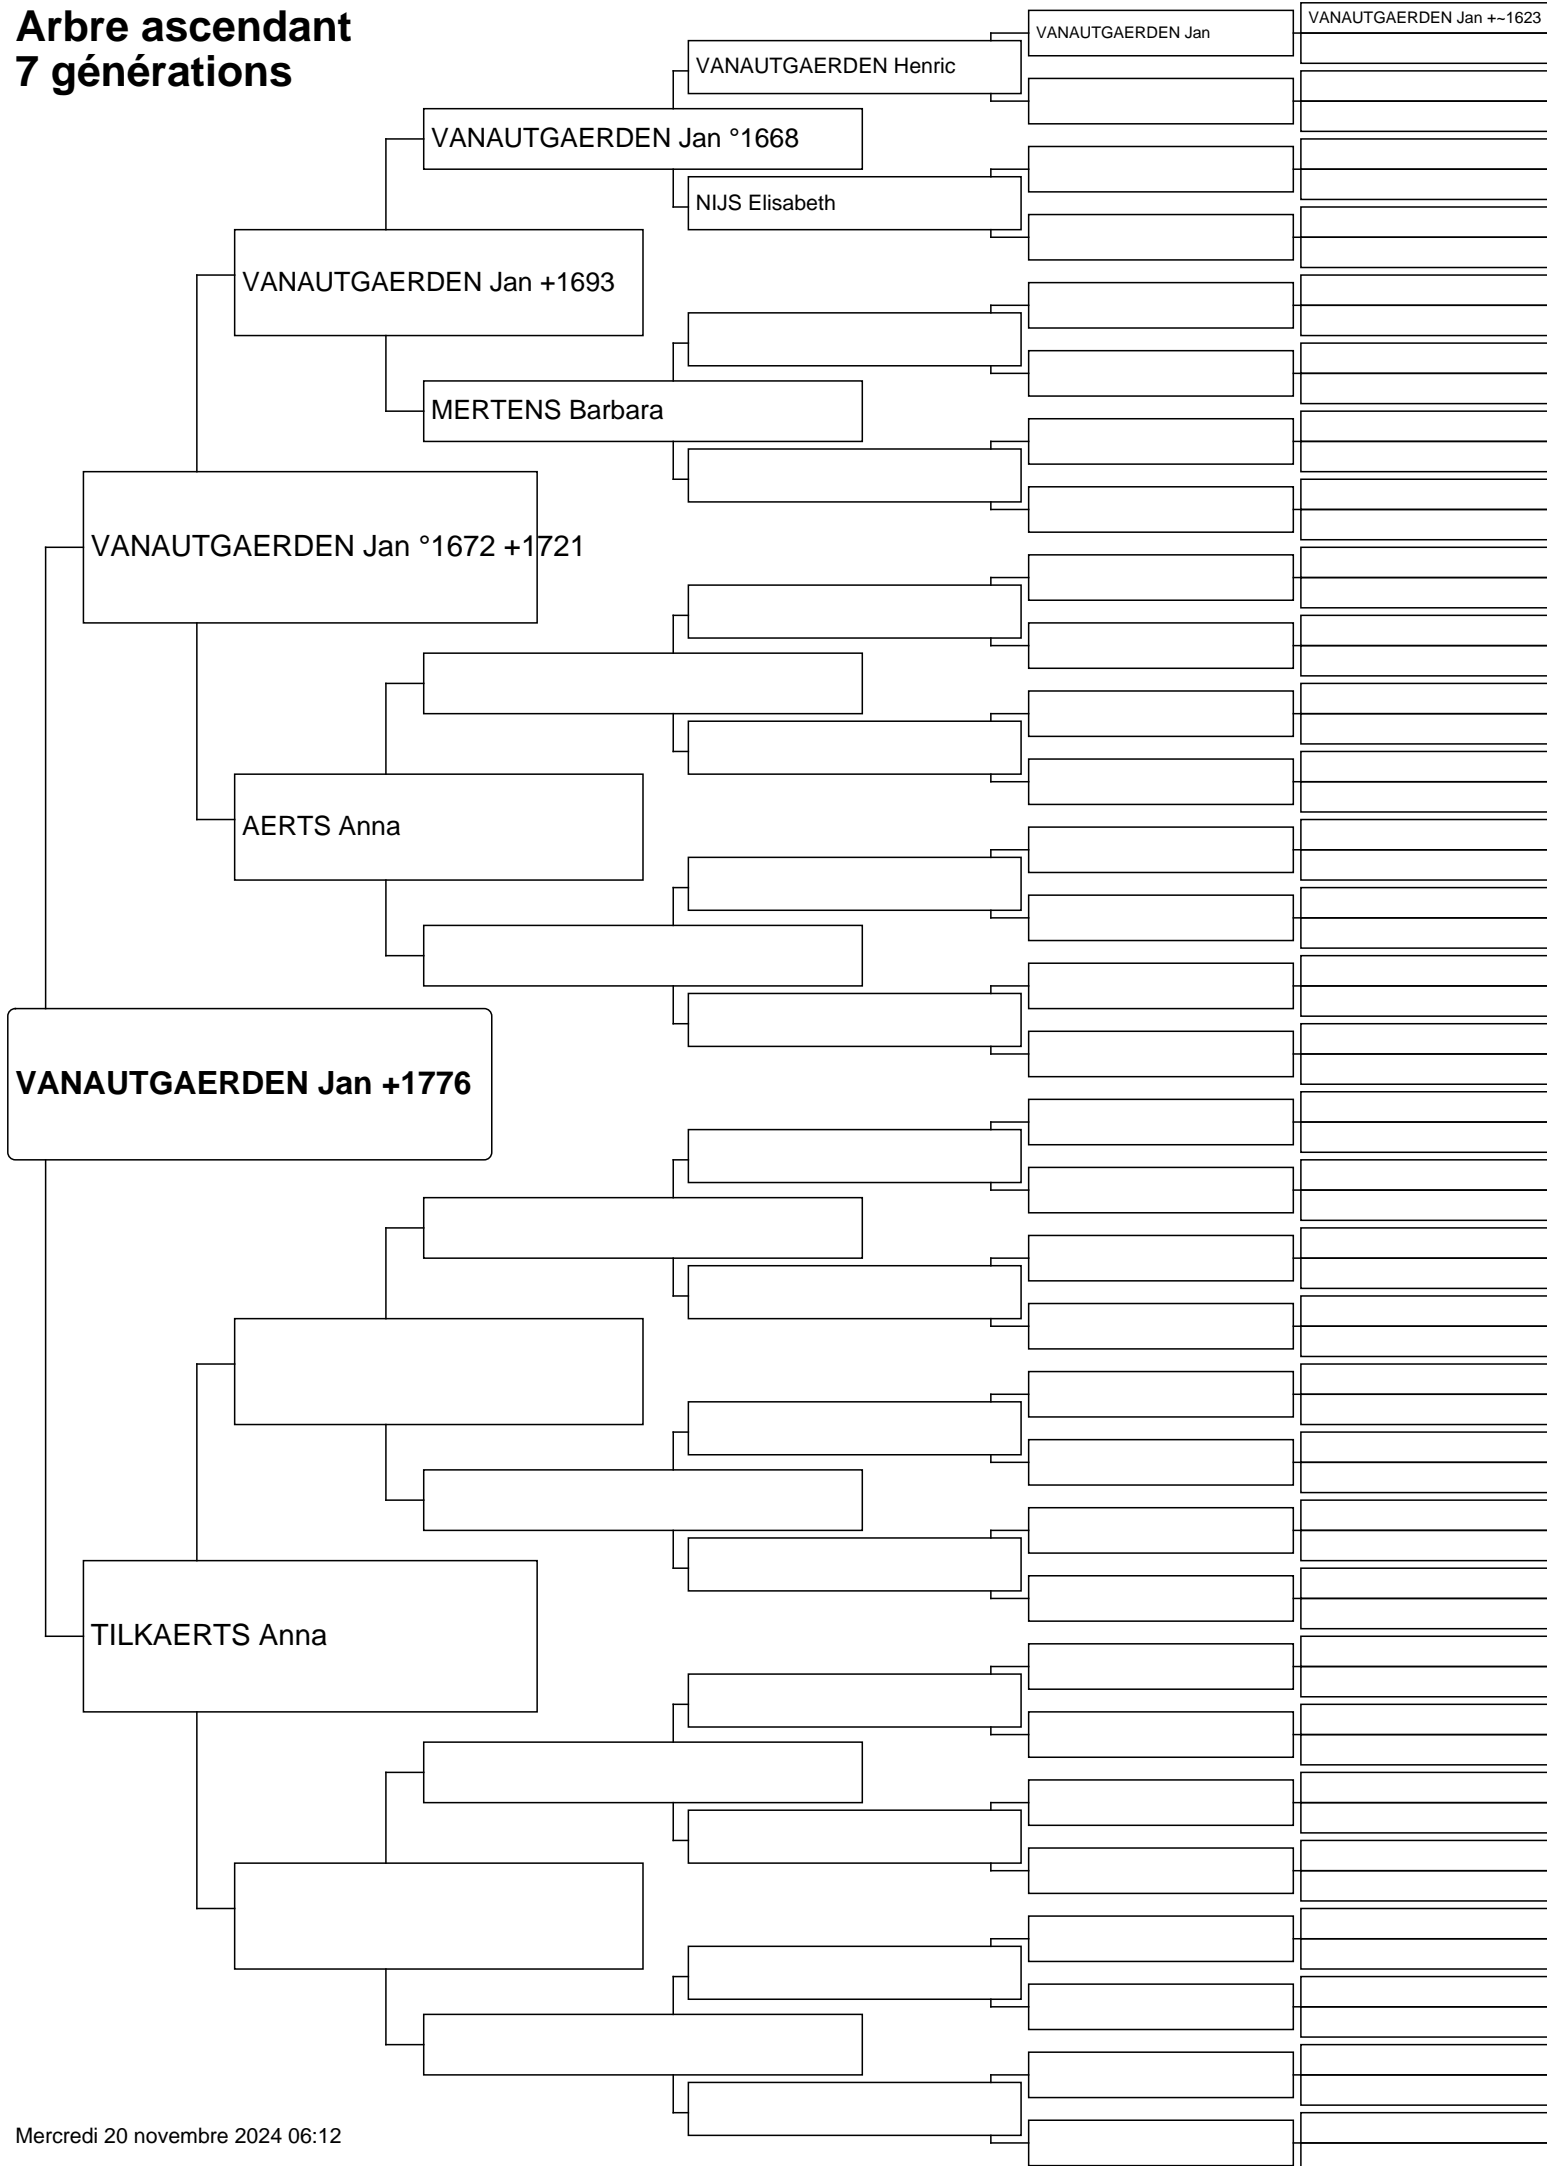 Arbre ascendant
7 générations
VANAUTGAERDEN Jan +~1623
VANAUTGAERDEN Jan
VANAUTGAERDEN Henric
VANAUTGAERDEN Jan °1668
NIJS Elisabeth
VANAUTGAERDEN Jan +1693
MERTENS Barbara
VANAUTGAERDEN Jan °1672 +1721
AERTS Anna
VANAUTGAERDEN Jan +1776
TILKAERTS Anna
Mercredi 20 novembre 2024 06:12